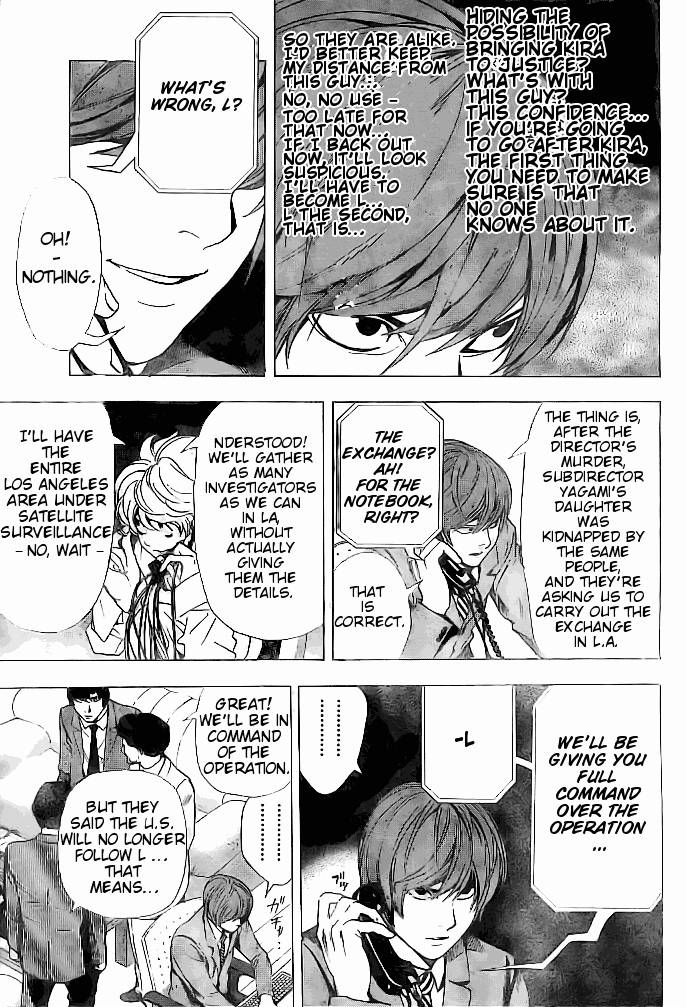 HIDING THE
POSSIBILITY OF
BRINGING KIRA
TO JUSTICE?
WHAT'S WITH
THIS GUY?
THIS CONFIDENCE...
IF YOU'RE GOING
TO GO AFTER KIRA,
THE FIRST THING
YOU NEED TO MAKE
SURE IS THAT
NO ONE
KNOWS ABOUT IT.
SO THEY ARE ALIKE,
I'D BETTER KEEP
MY DISTANCE FROM
THIS GUY...
NO, NO USE –
TOO LATE FOR
THAT NOW...
IF I BACK OUT
NOW, IT'LL LOOK
SUSPICIOUS.
I'LL HAVE TO
BECOME L...
L THE SECOND,
THAT IS...
WHAT'S
WRONG, L?
OH!
-
NOTHING.
THE THING IS,
AFTER THE
DIRECTOR'S
MURDER,
SUBDIRECTOR
YAGAMI'S
DAUGHTER
WAS
KIDNAPPED BY
THE SAME
PEOPLE,
AND THEY'RE
ASKING US TO
CARRY OUT THE
EXCHANGE
IN L.A.
THE
EXCHANGE?
AH!
FOR THE
NOTEBOOK,
RIGHT?
THAT
IS
CORRECT.
NDERSTOOD!
WE'LL GATHER
AS MANY
INVESTIGATORS
AS WE CAN
IN LA,
WITHOUT
ACTUALLY
GIVING
THEM THE
DETAILS.
I'LL HAVE
THE
ENTIRE
LOS ANGELES
AREA UNDER
SATELLITE
SURVEILLANCE
– NO, WAIT –
WE'LL BE
GIVING YOU
FULL
COMMAND
OVER THE
OPERATION
...
-L
........
ブツッ
GREAT!
WE'LL BE IN
COMMAND
OF THE
OPERATION.
........
ガチャ
BUT THEY
SAID THE U.S.
WILL NO LONGER
FOLLOW L ...
THAT
MEANS...